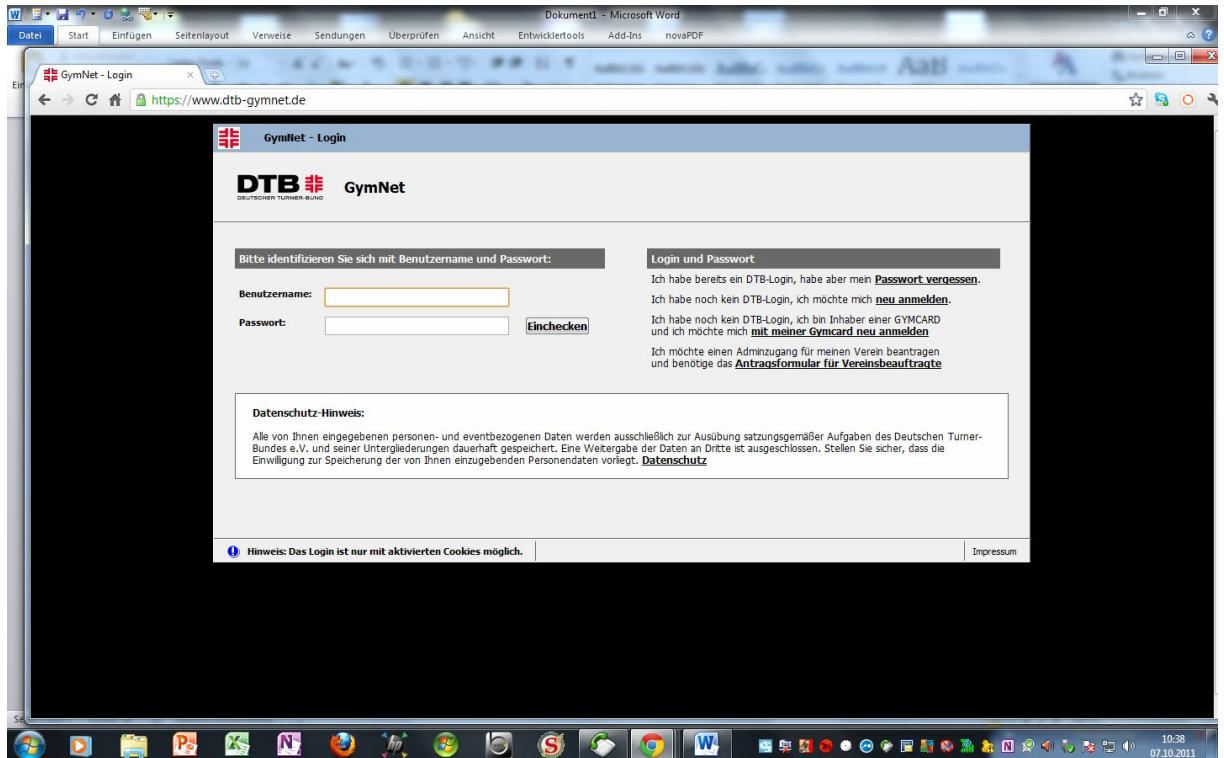 Dokument1 - Microsoft Word
Datei Start Einfügen Seitenlayout Verweise Sendungen Überprüfen Ansicht Entwicklertools Add-Ins novaPDF
GymNet - Login
https://www.dtb-gymnet.de
GymNet - Login
DTB GymNet
DEUTSCHER TURNER-BUND
Bitte identifizieren Sie sich mit Benutzername und Passwort:
Benutzername:
Passwort: Einchecken
Login und Passwort
Ich habe bereits ein DTB-Login, habe aber mein Passwort vergessen.
Ich habe noch kein DTB-Login, ich möchte mich neu anmelden.
Ich habe noch kein DTB-Login, ich bin Inhaber einer GYMCARD
und ich möchte mich mit meiner Gymcard neu anmelden
Ich möchte einen Adminzugang für meinen Verein beantragen
und benötige das Antragsformular für Vereinsbeauftragte
Datenschutz-Hinweis:
Alle von Ihnen eingegebenen personen- und eventbezogenen Daten werden ausschließlich zur Ausübung satzungsgemäßer Aufgaben des Deutschen Turner-
Bundes e.V. und seiner Untergliederungen dauerhaft gespeichert. Eine Weitergabe der Daten an Dritte ist ausgeschlossen. Stellen Sie sicher, dass die
Einwilligung zur Speicherung der von Ihnen einzugebenden Personendaten vorliegt. Datenschutz
Hinweis: Das Login ist nur mit aktivierten Cookies möglich.
Impressum
10:38
07.10.2011